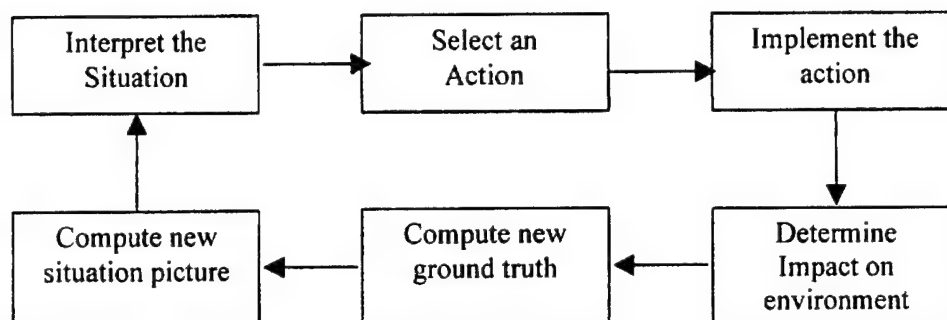 Interpret the
Situation
Select an
Action
Implement the
action
Compute new
situation picture
Compute new
ground truth
Determine
Impact on
environment